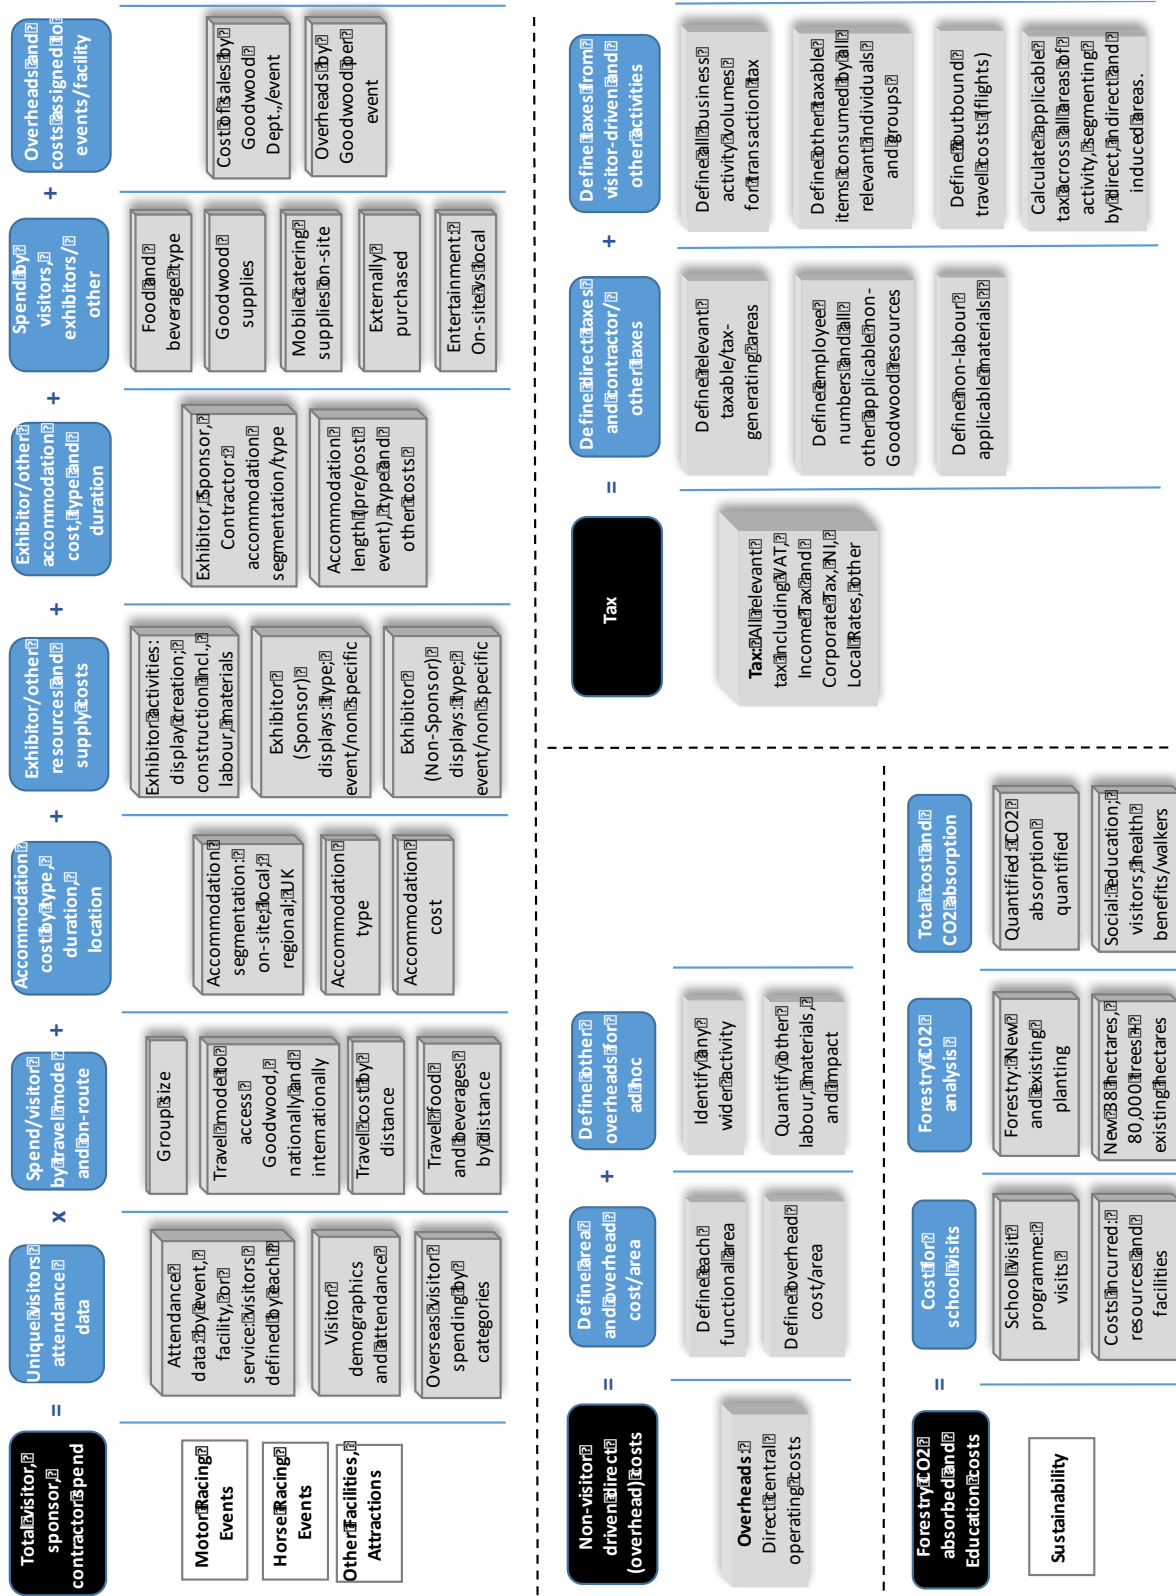 Total visitor,
sponsor,
contractor spend
=
Unique visitors
attendance
data
x
Spend/visitor
by travel mode
and on-route
+
Accommodation
cost by type,
duration,
location
+
Exhibitor/other
resources and
supply costs
+
Exhibitor/other
accommodation
cost, type and
duration
+
Spend by
visitors,
exhibitors/
other
+
Overheads and
costs assigned to
events/facility
Motor Racing
Events
Horse Racing
Events
Other Facilities,
Attractions
Attendance
data: by event,
facility, or
service: visitors
defined by each
Visitor
demographics
and attendance
Overseas visitor
spending by
categories
Group size
Travel mode to
access
Goodwood,
nationally and
internationally
Travel cost by
distance
Travel food
and beverages
by distance
Accommodation
segmentation:
on-site; local;
regional; UK
Accommodation
type
Accommodation
cost
Exhibitor activities:
display creation;
construction incl.,
labour, materials
Exhibitor
(Sponsor)
displays: type;
event/non specific
Exhibitor
(Non-Sponsor)
displays: type;
event/non specific
Exhibitor, Sponsor,
Contractor:
accommodation
segmentation/type
Accommodation
length (pre/post
event), type and
other costs
Food and
beverage type
Goodwood
supplies
Mobile catering
supplies on-site
Externally
purchased
Entertainment:
On-site vs local
Cost of sales by
Goodwood
Dept.,/event
Overheads by
Goodwood per
event
Non-visitor
driven direct
(overhead) costs
=
Define area
and overhead
cost/area
+
Define other
overheads for
ad hoc
Overheads:
Direct central
operating costs
Define each
functional area
Define overhead
cost/area
Identify any
wider activity
Quantify other
labour, materials,
and impact
Tax
=
Define direct taxes
and contractor/
other taxes
+
Define taxes from
visitor-driven and
other activities
Tax: All relevant
tax including VAT,
Income Tax and
Corporate Tax, NI,
Local Rates, other
Define relevant
taxable/tax-
generating areas
Define employee
numbers and all
other applicable non-
Goodwood resources
Define non-labour
applicable materials
Define all business
activity volumes
for transaction tax
Define other taxable
items consumed by all
relevant individuals
and groups
Define outbound
travel costs (flights)
Calculate applicable
tax across all areas of
activity, segmenting
by direct, indirect and
induced areas.
Forestry CO2
absorbed and
Education costs
=
Cost for
school visits
Forestry CO2
analysis
Total cost and
CO2 absorption
Sustainability
School visit
programme:
visits
Costs incurred:
resources and
facilities
Forestry: New
and existing
planting
New: 38 hectares,
80,000 trees +
existing hectares
Quantified: CO2
absorption
quantified
Social: education;
visitors; health
benefits/walkers